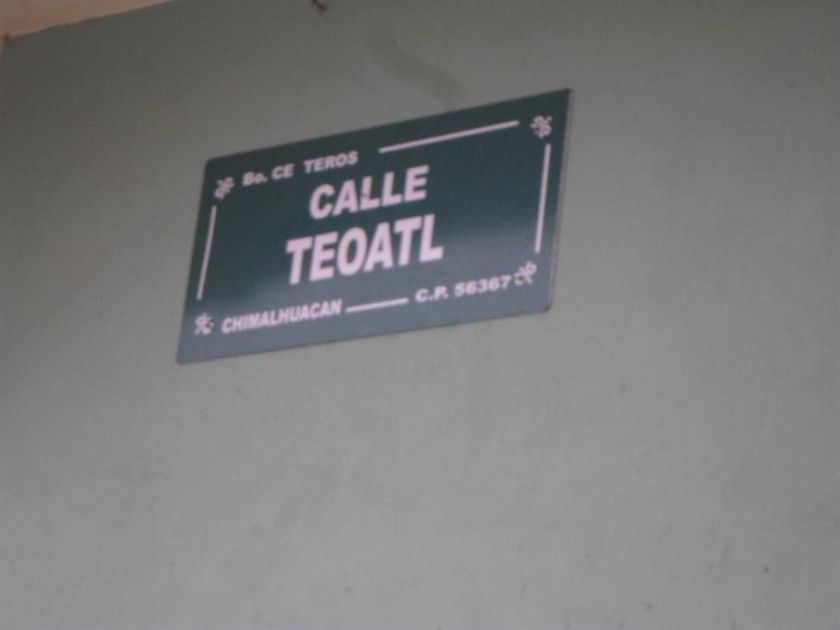 Bo. CE TEROS
CALLE
TEOATL
CHIMALHUACAN C.P. 56367